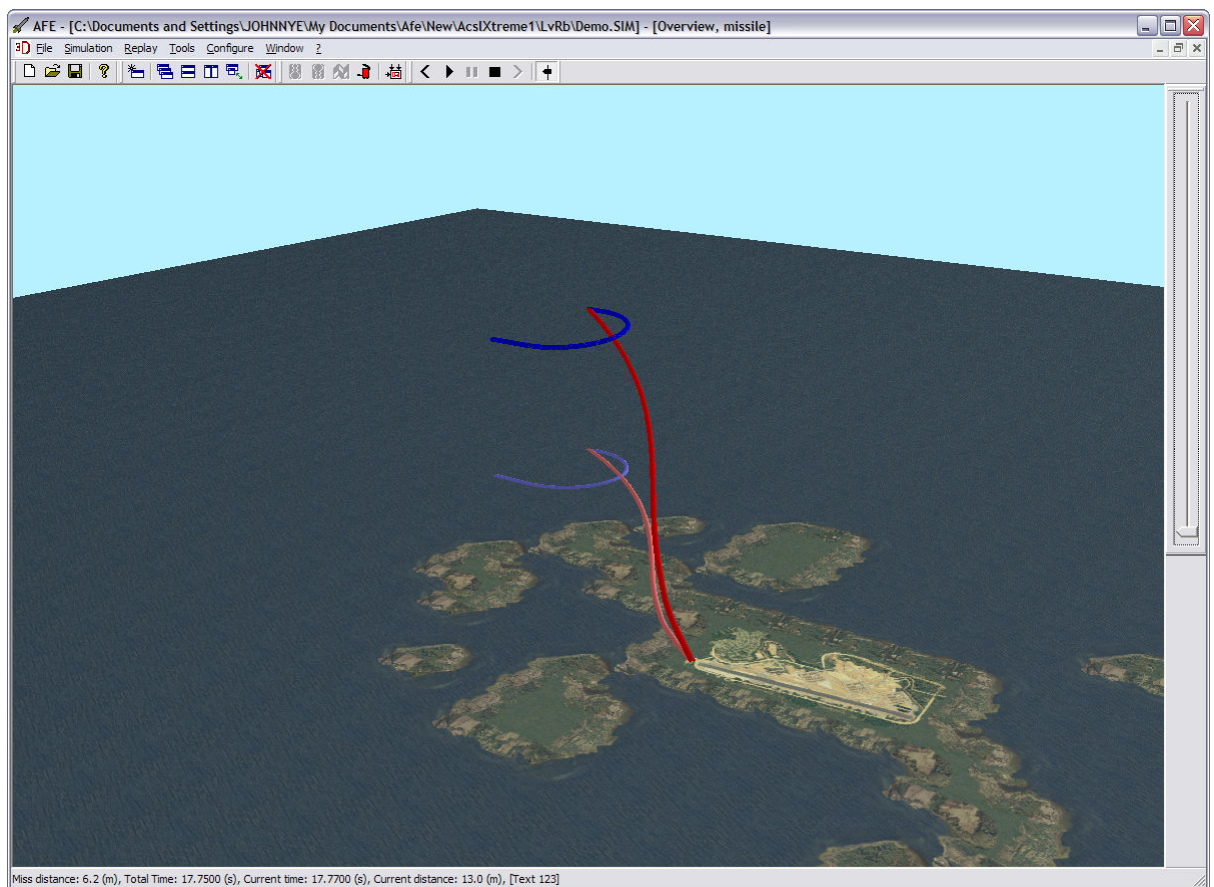 AFE - [C:\Documents and Settings\JOHNNYE\My Documents\Afe\New\AcsIXtreme1\LvRb\Demo.SIM] - [Overview, missile]
3D File Simulation Replay Tools Configure Window ?
Miss distance: 6.2 (m), Total Time: 17.7500 (s), Current time: 17.7700 (s), Current distance: 13.0 (m), [Text 123]